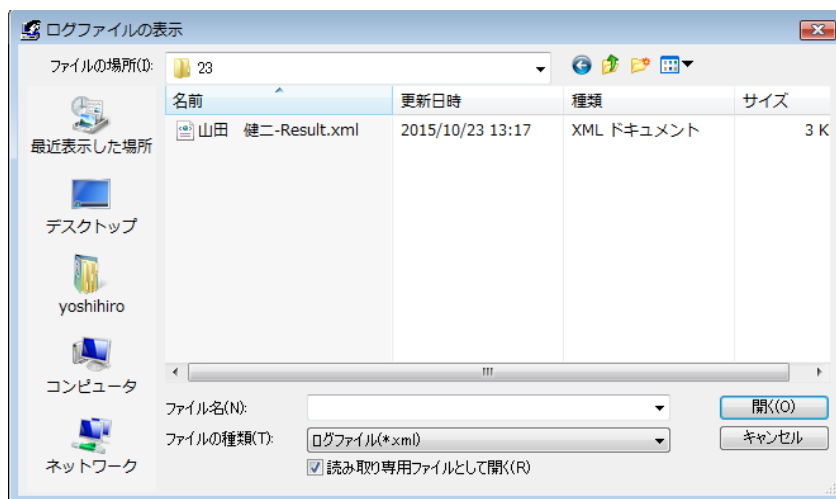 ログファイルの表示
ファイルの場所(I): 23
名前 更新日時 種類 サイズ
山田　健二-Result.xml 2015/10/23 13:17 XML ドキュメント 3 K
最近表示した場所
デスクトップ
yoshihiro
コンピュータ
ネットワーク
ファイル名(N): 開く(O)
ファイルの種類(T): ログファイル(*.xml) キャンセル
読み取り専用ファイルとして開く(R)